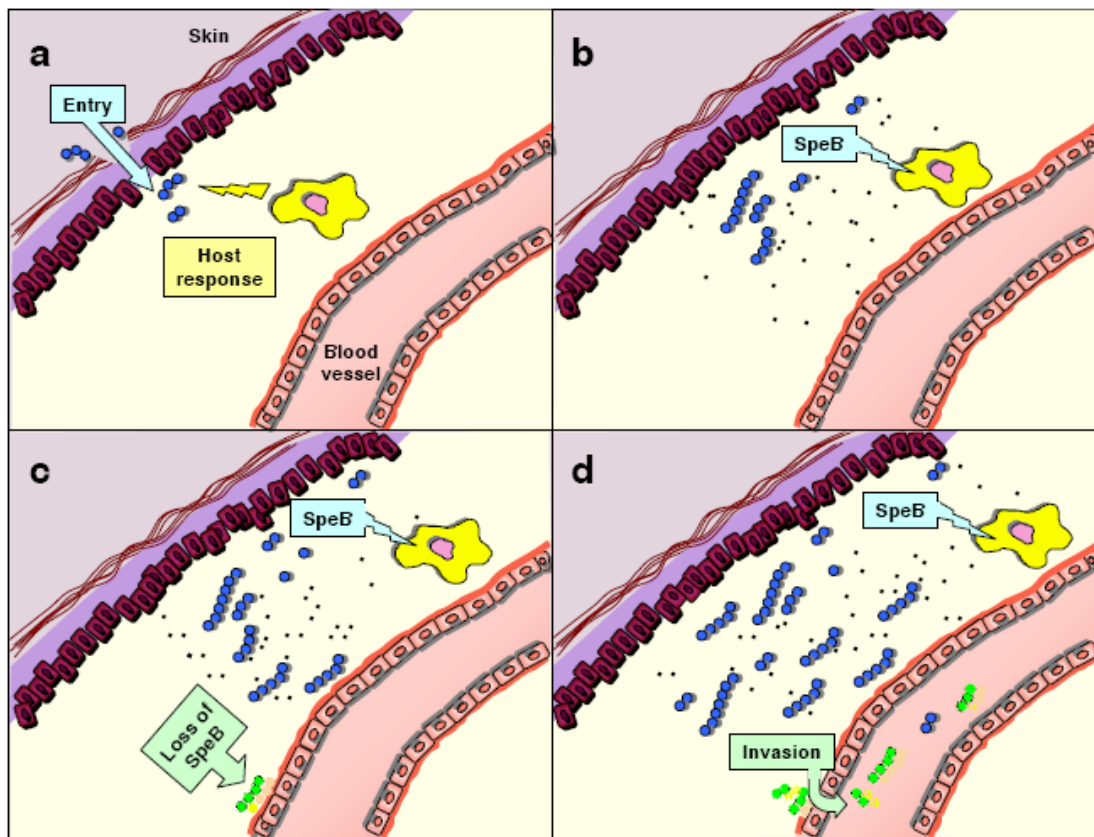 a
Skin
Entry
Host
response
Blood
vessel
b
SpeB
c
SpeB
Loss of
SpeB
d
SpeB
Invasion